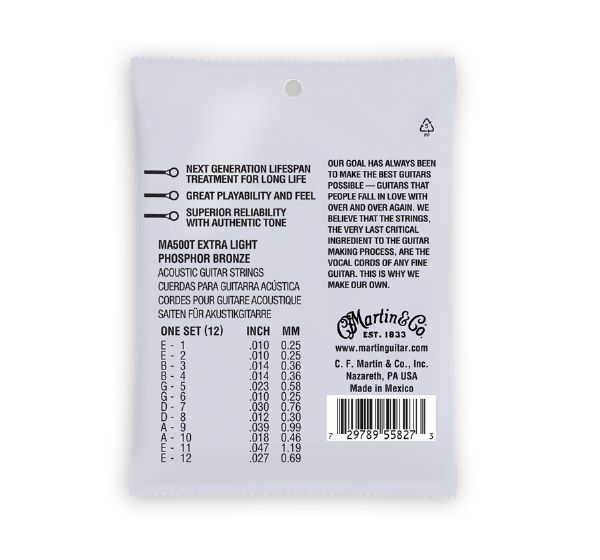 5
PP
NEXT GENERATION LIFESPAN
TREATMENT FOR LONG LIFE
GREAT PLAYABILITY AND FEEL
SUPERIOR RELIABILITY
WITH AUTHENTIC TONE
MA500T EXTRA LIGHT
PHOSPHOR BRONZE
ACOUSTIC GUITAR STRINGS
CUERDAS PARA GUITARRA ACÚSTICA
CORDES POUR GUITARE ACOUSTIQUE
SAITEN FÜR AKUSTIKGITARRE
ONE SET (12) INCH MM
E - 1 .010 0.25
E - 2 .010 0.25
B - 3 .014 0.36
B - 4 .014 0.36
G - 5 .023 0.58
G - 6 .010 0.25
D - 7 .030 0.76
D - 8 .012 0.30
A - 9 .039 0.99
A - 10 .018 0.46
E - 11 .047 1.19
E - 12 .027 0.69
OUR GOAL HAS ALWAYS BEEN
TO MAKE THE BEST GUITARS
POSSIBLE — GUITARS THAT
PEOPLE FALL IN LOVE WITH
OVER AND OVER AGAIN. WE
BELIEVE THAT THE STRINGS,
THE VERY LAST CRITICAL
INGREDIENT TO THE GUITAR
MAKING PROCESS, ARE THE
VOCAL CORDS OF ANY FINE
GUITAR. THIS IS WHY WE
MAKE OUR OWN.
CF Martin & Co.
EST. 1833
www.martinguitar.com
C. F. Martin & Co., Inc.
Nazareth, PA USA
Made in Mexico
7 29789 55827 3